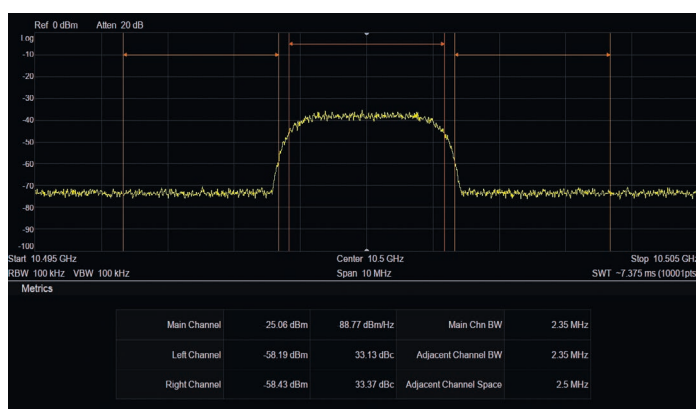 Ref 0 dBm Atten 20 dB
Log
-10
-20
-30
-40
-50
-60
-70
-80
-90
-100
Start 10.495 GHz Center 10.5 GHz Stop 10.505 GHz
RBW 100 kHz VBW 100 kHz Span 10 MHz SWT ~7.375 ms (10001pts
Metrics
Main Channel 25.06 dBm 88.77 dBm/Hz Main Chn BW 2.35 MHz
Left Channel -58.19 dBm 33.13 dBc Adjacent Channel BW 2.35 MHz
Right Channel -58.43 dBm 33.37 dBc Adjacent Channel Space 2.5 MHz